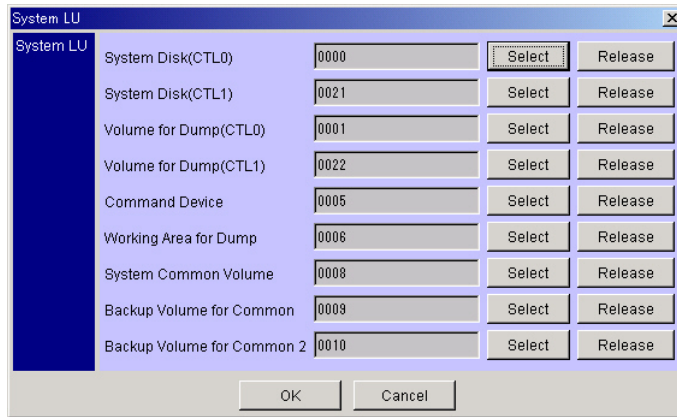 System LU
System LU
System Disk(CTL0) 0000 Select Release
System Disk(CTL1) 0021 Select Release
Volume for Dump(CTL0) 0001 Select Release
Volume for Dump(CTL1) 0022 Select Release
Command Device 0005 Select Release
Working Area for Dump 0006 Select Release
System Common Volume 0008 Select Release
Backup Volume for Common 0009 Select Release
Backup Volume for Common 2 0010 Select Release
OK Cancel